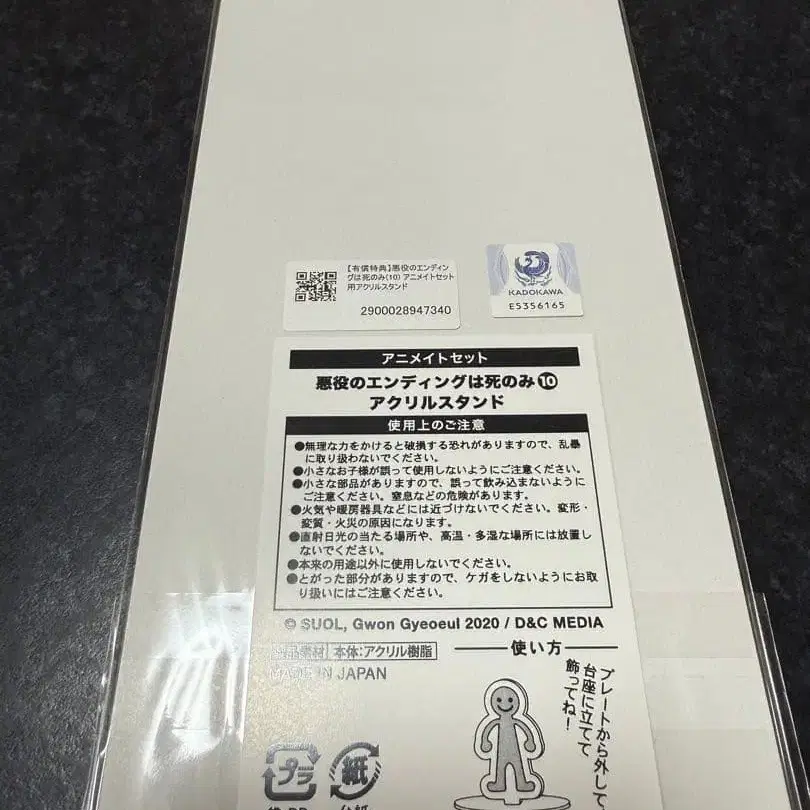 【有償特典】悪役のエンディン
グは死のみ(10) アニメイトセット
用アクリルスタンド
2900028947340
KADOKAWA
E5356165
アニメイトセット
悪役のエンディングは死のみ⑩
アクリルスタンド
使用上のご注意
●無理な力をかけると破損する恐れがありますので、乱暴
に取り扱わないでください。
●小さなお子様が誤って使用しないようにご注意ください。
●小さな部品がありますので、誤って飲み込まないように
ご注意ください。窒息などの危険があります。
●火気や暖房器具などには近づけないでください。変形・
変質・火災の原因になります。
●直射日光の当たる場所や、高温・多湿な場所には放置し
ないでください。
●本来の用途以外に使用しないでください。
●とがった部分がありますので、ケガをしないようにお取
り扱いにはご注意ください。
© SUOL, Gwon Gyeoeul 2020 / D&C MEDIA
製品素材 本体:アクリル樹脂
MADE IN JAPAN
使い方
プレートから外して、
台座に立てて
飾ってね!
プラ
紙